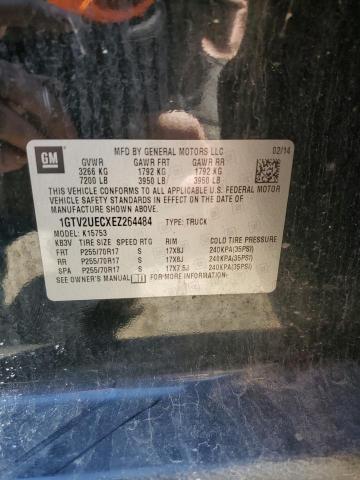 GM
MFD BY GENERAL MOTORS LLC 02/14
GVWR GAWR FRT GAWR RR
3266 KG 1792 KG 1792 KG
7200 LB 3950 LB 3950 LB
THIS VEHICLE CONFORMS TO ALL APPLICABLE U.S. FEDERAL MOTOR
VEHICLE SAFETY STANDARDS IN EFFECT ON THE DATE OF
MANUFACTURE SHOWN ABOVE.
1GTV2UECXEZ264484 TYPE: TRUCK
MODEL: K15753
KB3V TIRE SIZE SPEED RTG RIM COLD TIRE PRESSURE
FRT P255/70R17 S 17X8J 240KPA(35PSI)
RR P255/70R17 S 17X8J 240KPA(35PSI)
SPA P255/70R17 S 17X7.5J 240KPA(35PSI)
SEE OWNER'S MANUAL FOR MORE INFORMATION.